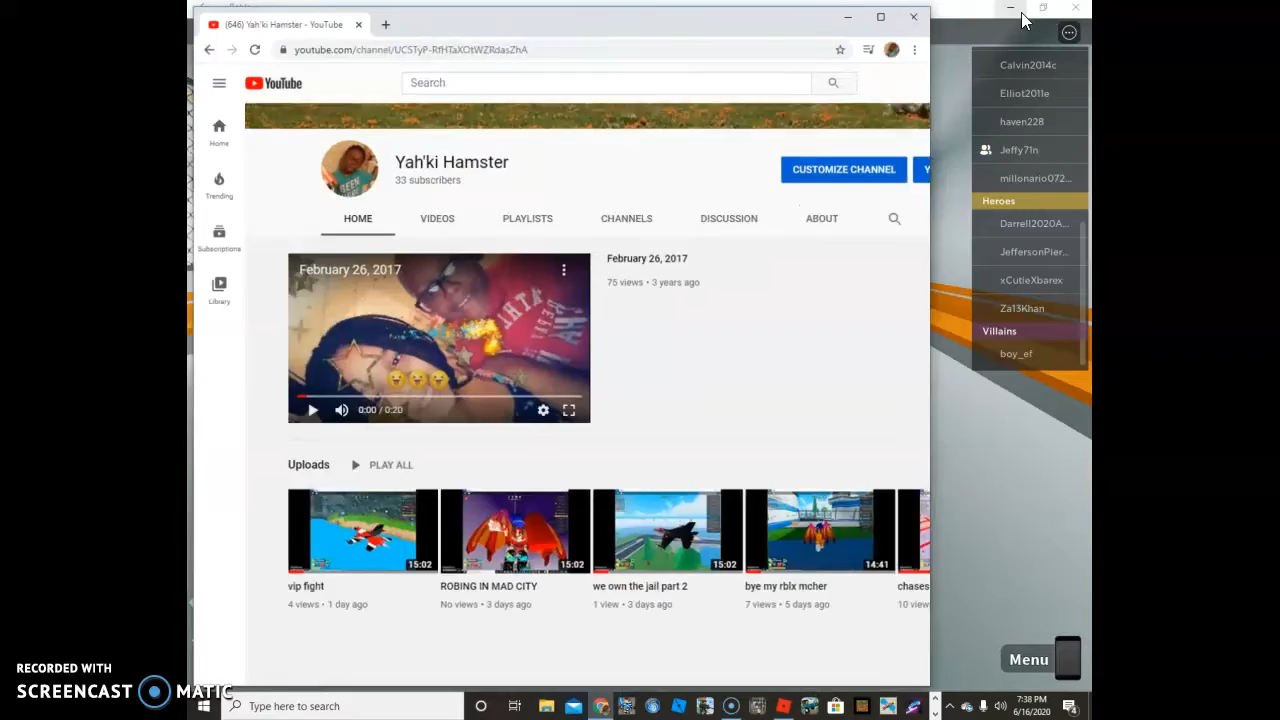 (646) Yah'ki Hamster - YouTube
youtube.com/channel/UCSTyP-RfHTaXOtWZRdasZhA
YouTube
Search
Home
Trending
Subscriptions
Library
Yah'ki Hamster
33 subscribers
CUSTOMIZE CHANNEL
Y
HOME
VIDEOS
PLAYLISTS
CHANNELS
DISCUSSION
ABOUT
February 26, 2017
0:00 / 0:20
February 26, 2017
75 views • 3 years ago
Uploads
PLAY ALL
15:02
15:02
15:02
14:41
vip fight
ROBING IN MAD CITY
we own the jail part 2
bye my rblx mcher
chases
4 views • 1 day ago
No views • 3 days ago
1 view • 3 days ago
7 views • 5 days ago
10 view
Calvin2014c
Elliot2011e
haven228
Jeffy71n
millonario072...
Heroes
Darrell2020A...
JeffersonPier...
xCutieXbarex
Za13Khan
Villains
boy_ef
Menu
RECORDED WITH
SCREENCAST MATIC
Type here to search
7:38 PM
6/16/2020
4